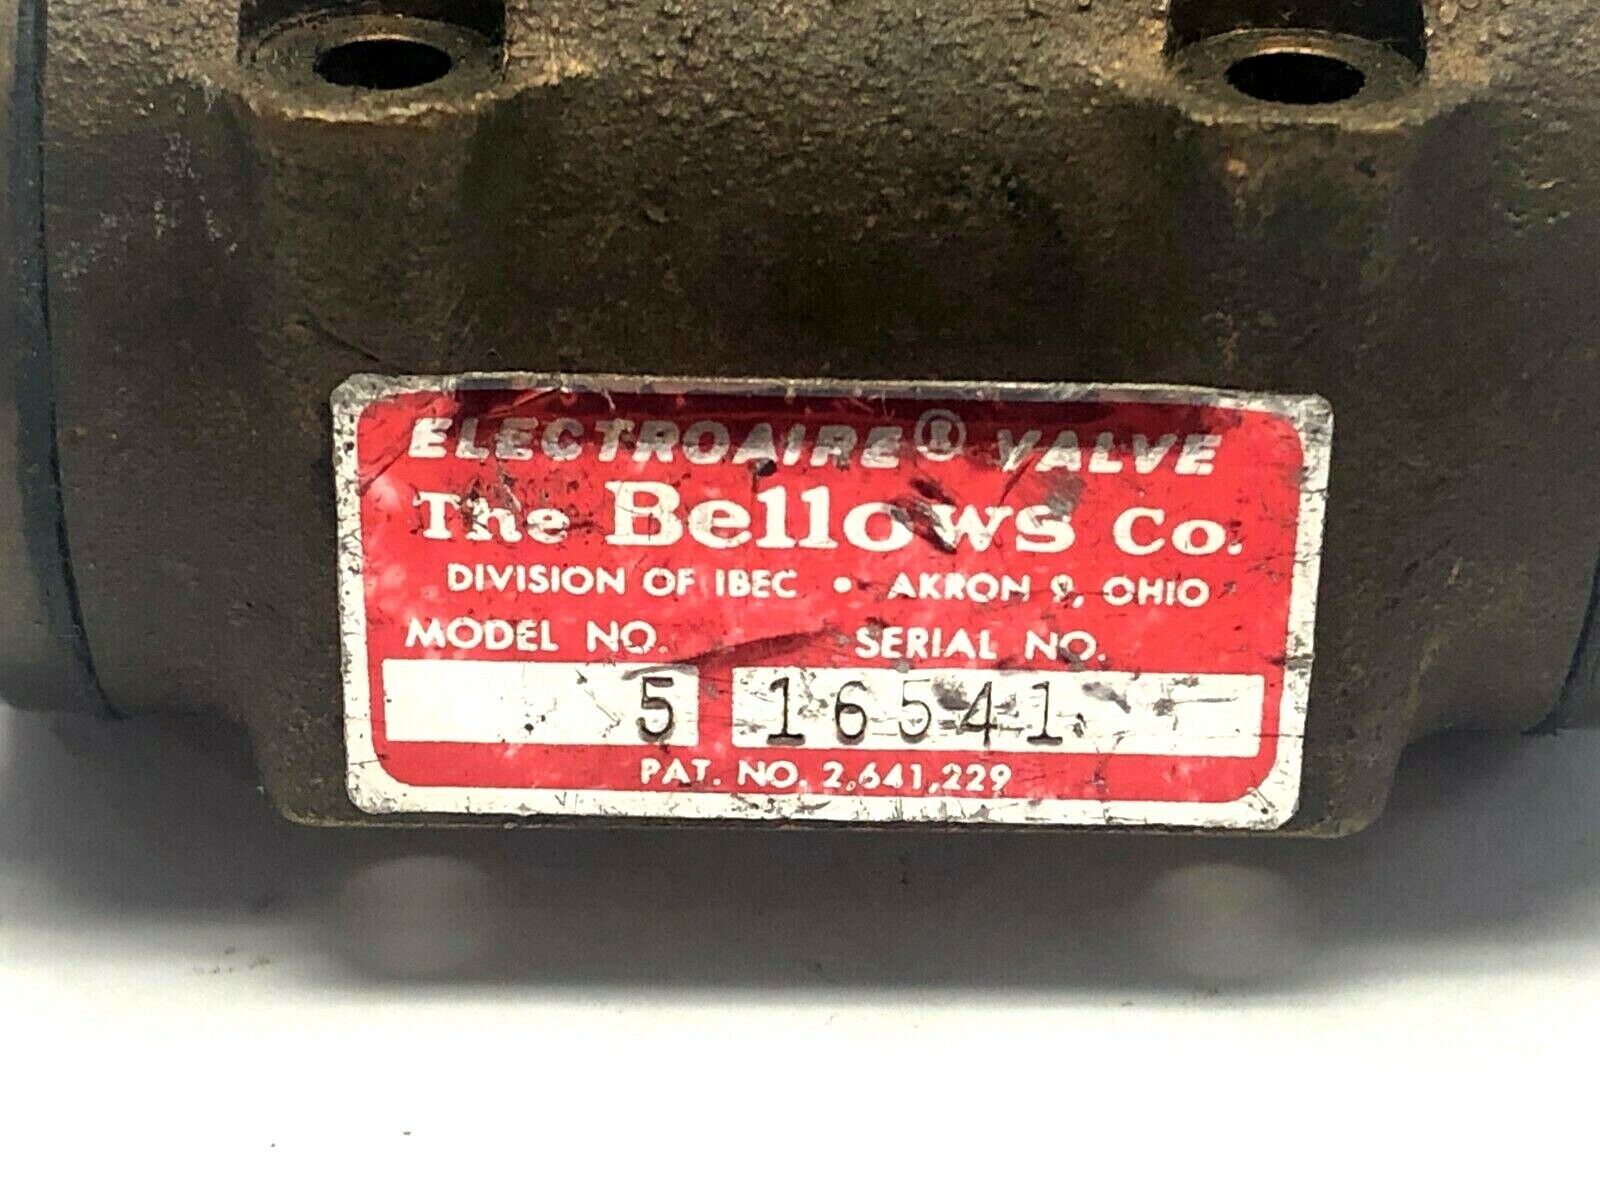 ELECTROAIRE® VALVE
The Bellows Co.
DIVISION OF IBEC • AKRON 9, OHIO
MODEL NO. SERIAL NO.
5 16541
PAT. NO. 2,641,229